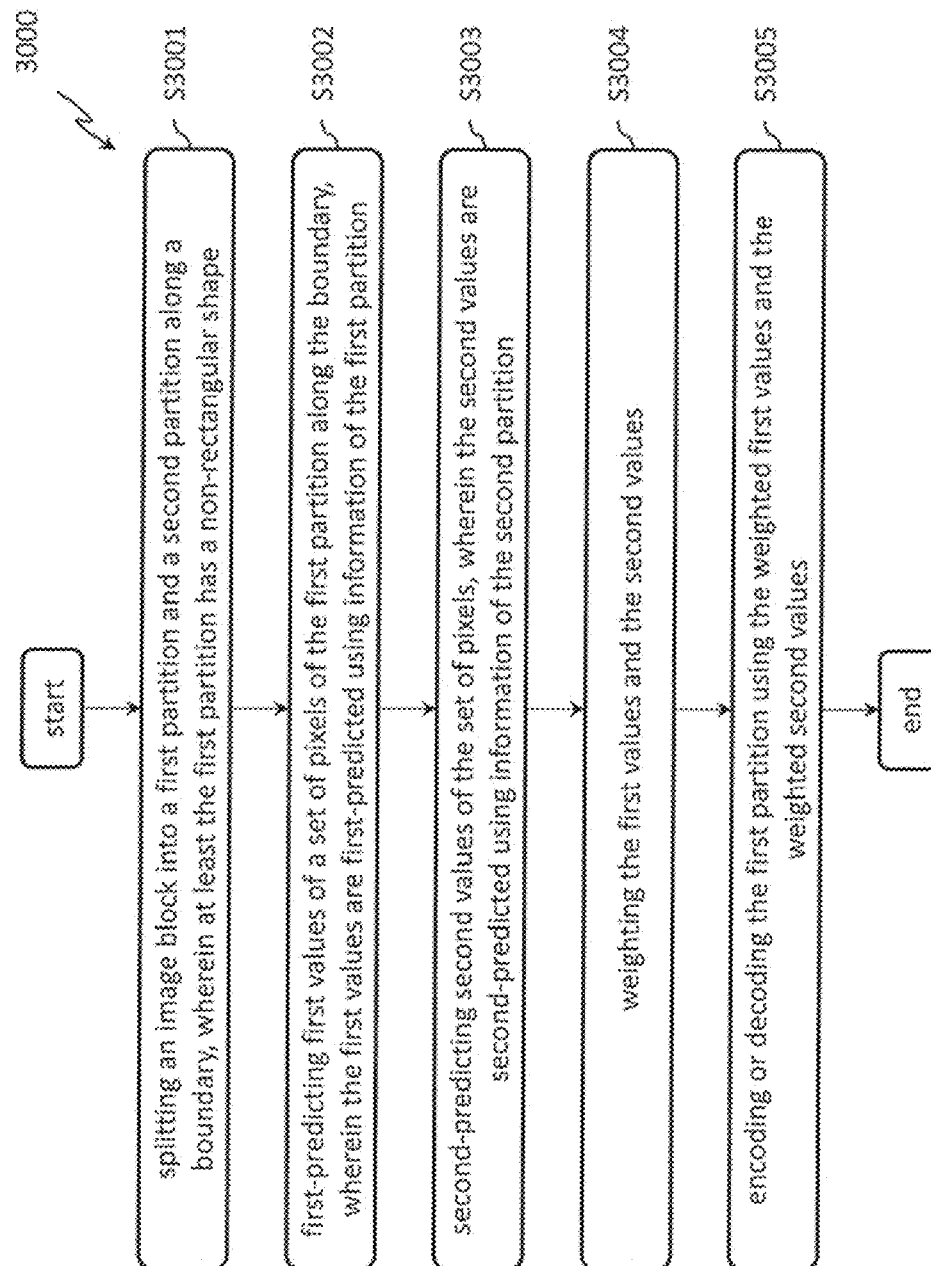 3000
start
splitting an image block into a first partition and a second partition along a
boundary, wherein at least the first partition has a non-rectangular shape
S3001
first-predicting first values of a set of pixels of the first partition along the boundary,
wherein the first values are first-predicted using information of the first partition
S3002
second-predicting second values of the set of pixels, wherein the second values are
second-predicted using information of the second partition
S3003
weighting the first values and the second values
S3004
encoding or decoding the first partition using the weighted first values and the
weighted second values
S3005
end